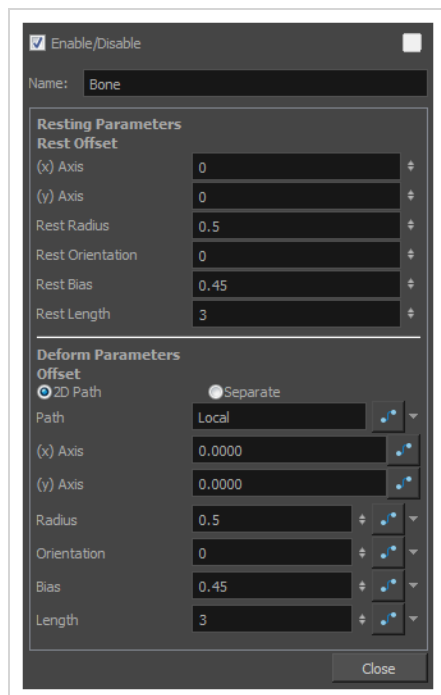 Enable/Disable
Name: Bone
Resting Parameters
Rest Offset
(x) Axis 0
(y) Axis 0
Rest Radius 0.5
Rest Orientation 0
Rest Bias 0.45
Rest Length 3
Deform Parameters
Offset
2D Path Separate
Path Local
(x) Axis 0.0000
(y) Axis 0.0000
Radius 0.5
Orientation 0
Bias 0.45
Length 3
Close